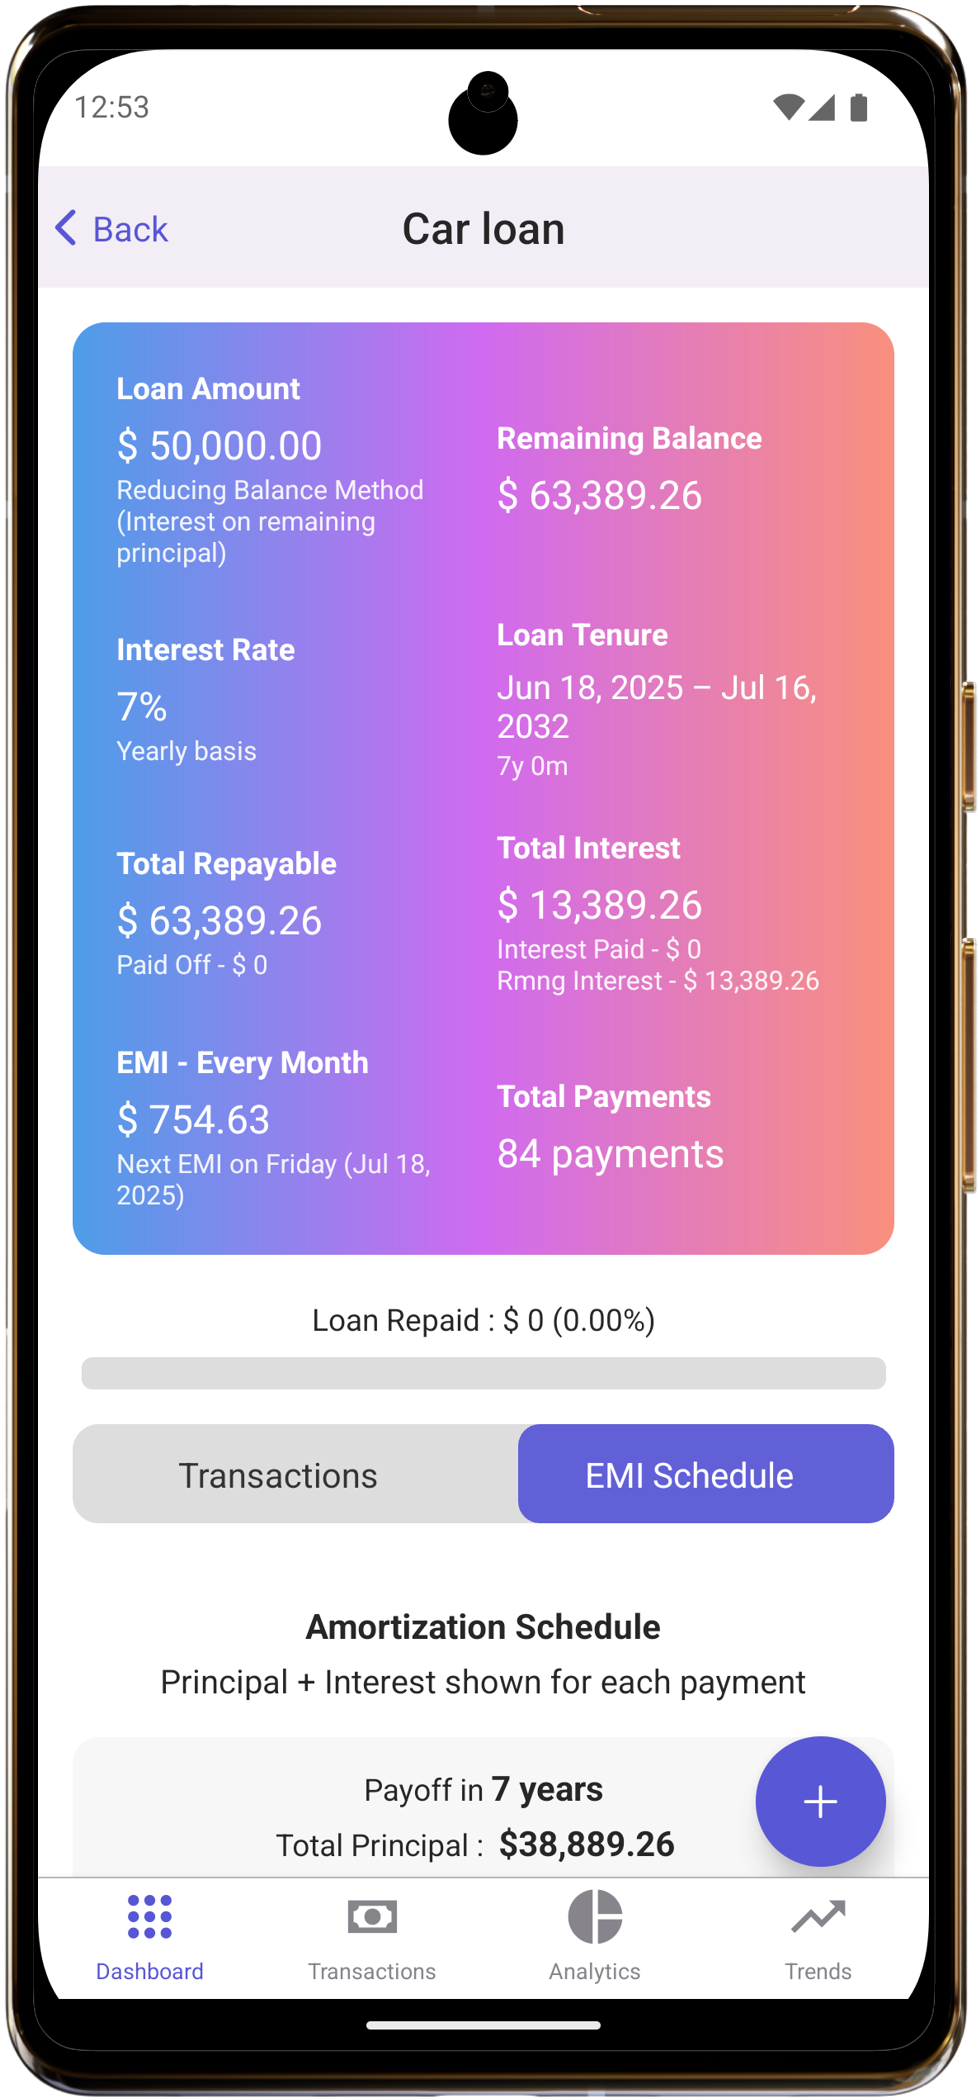 12:53
Back
Car loan
Loan Amount
$ 50,000.00
Reducing Balance Method
(Interest on remaining
principal)
Remaining Balance
$ 63,389.26
Interest Rate
7%
Yearly basis
Loan Tenure
Jun 18, 2025 – Jul 16,
2032
7y 0m
Total Repayable
$ 63,389.26
Paid Off - $ 0
Total Interest
$ 13,389.26
Interest Paid - $ 0
Rmng Interest - $ 13,389.26
EMI - Every Month
$ 754.63
Next EMI on Friday (Jul 18,
2025)
Total Payments
84 payments
Loan Repaid : $ 0 (0.00%)
Transactions
EMI Schedule
Amortization Schedule
Principal + Interest shown for each payment
Payoff in 7 years
Total Principal : $38,889.26
Dashboard
Transactions
Analytics
Trends